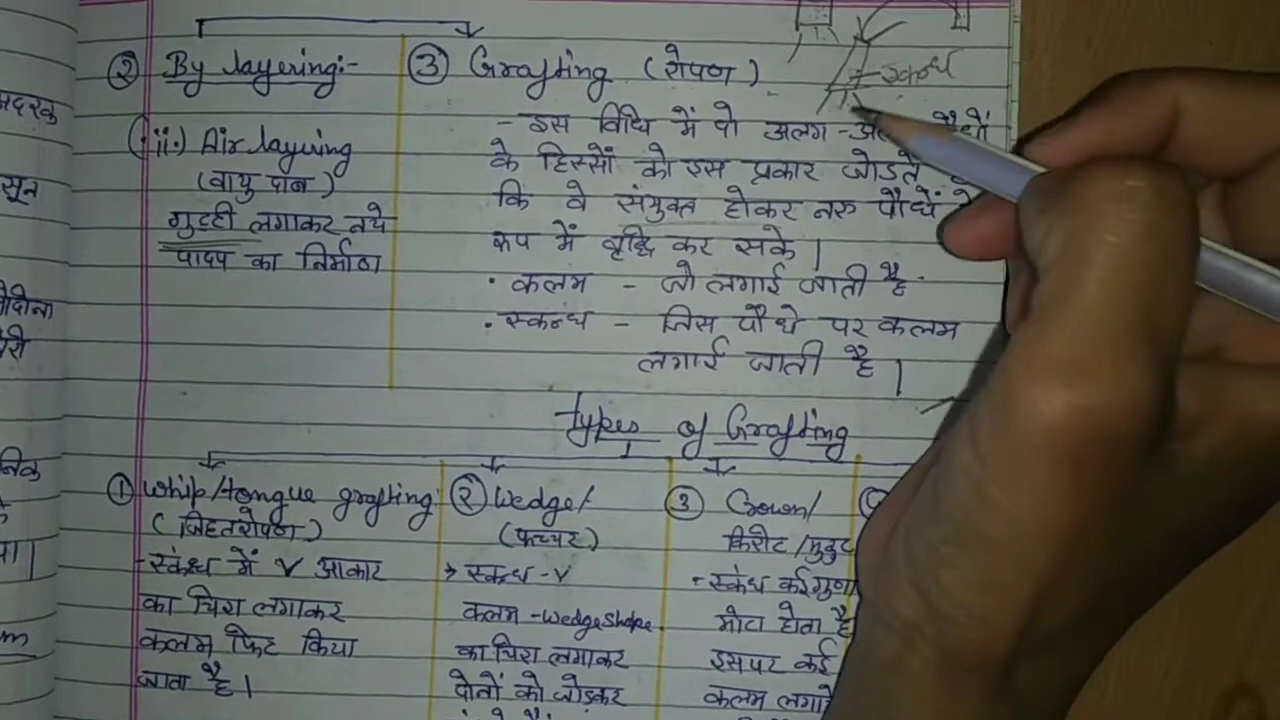 ② By layering:-
(ii.) Air layering
(वायु दाब)
गुट्टी लगाकर नये
पादप का निर्माण
③ Grafting (रोपण)
स्कन्ध
- इस विधि में दो अलग-
के हिस्सों को इस प्रकार जोडते
कि वे संयुक्त होकर नए पौधें
रूप में वृद्धि कर सके।
• कलम - जो लगाई जाती है
• स्कन्ध - जिस पौधे पर कलम
लगाई जाती है।
Types of Grafting
① Whip/tongue grafting
(जिह्तरोपण)
- स्कंध में V आकार
का चिरा लगाकर
कलम फिट किया
जाता है।
② Wedge/
(फच्चर)
→ स्कन्ध - V
कलम - wedge shape.
का चिरा लगाकर
दोनों को जोड़कर
③ Crown/
किरीट/मुकुट
- स्कंध कई गुणा
मोटा होता है
इसपर कई
कलम लगाते